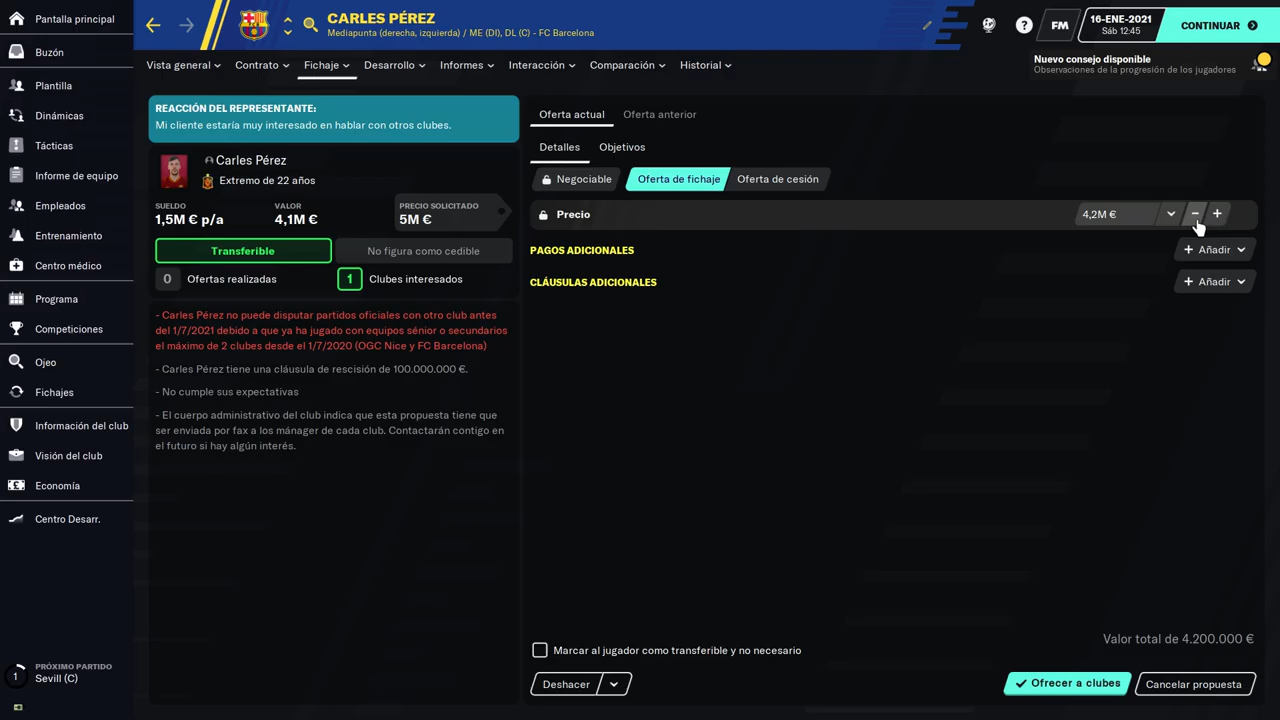 Pantalla principal
Buzón
Plantilla
Dinámicas
Tácticas
Informe de equipo
Empleados
Entrenamiento
Centro médico
Programa
Competiciones
Ojeo
Fichajes
Información del club
Visión del club
Economía
Centro Desarr.
1
PRÓXIMO PARTIDO
Sevill (C)
CARLES PÉREZ
Mediapunta (derecha, izquierda) / ME (DI), DL (C) - FC Barcelona
FM
16-ENE-2021
Sáb 12:45
CONTINUAR
Vista general
Contrato
Fichaje
Desarrollo
Informes
Interacción
Comparación
Historial
Nuevo consejo disponible
Observaciones de la progresión de los jugadores
REACCIÓN DEL REPRESENTANTE:
Mi cliente estaría muy interesado en hablar con otros clubes.
Carles Pérez
Extremo de 22 años
SUELDO VALOR PRECIO SOLICITADO
1,5M € p/a 4,1M € 5M €
Transferible No figura como cedible
0 Ofertas realizadas 1 Clubes interesados
- Carles Pérez no puede disputar partidos oficiales con otro club antes
del 1/7/2021 debido a que ya ha jugado con equipos sénior o secundarios
el máximo de 2 clubes desde el 1/7/2020 (OGC Nice y FC Barcelona)
- Carles Pérez tiene una cláusula de rescisión de 100.000.000 €.
- No cumple sus expectativas
- El cuerpo administrativo del club indica que esta propuesta tiene que
ser enviada por fax a los mánager de cada club. Contactarán contigo en
el futuro si hay algún interés.
Oferta actual Oferta anterior
Detalles Objetivos
Negociable Oferta de fichaje Oferta de cesión
Precio 4,2M € - +
PAGOS ADICIONALES + Añadir
CLÁUSULAS ADICIONALES + Añadir
Valor total de 4.200.000 €
Marcar al jugador como transferible y no necesario
Deshacer Ofrecer a clubes Cancelar propuesta